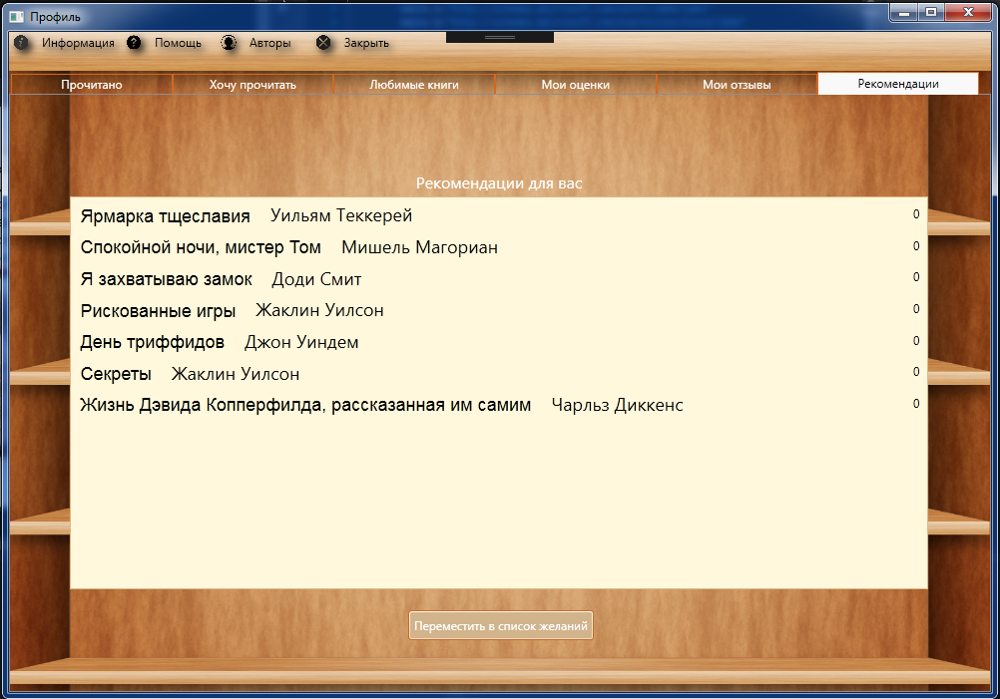 Профиль
Информация Помощь Авторы Закрыть
Прочитано Хочу прочитать Любимые книги Мои оценки Мои отзывы Рекомендации
Рекомендации для вас
Ярмарка тщеславия Уильям Теккерей 0
Спокойной ночи, мистер Том Мишель Магориан 0
Я захватываю замок Доди Смит 0
Рискованные игры Жаклин Уилсон 0
День триффидов Джон Уиндем 0
Секреты Жаклин Уилсон 0
Жизнь Дэвида Копперфилда, рассказанная им самим Чарльз Диккенс 0
Переместить в список желаний